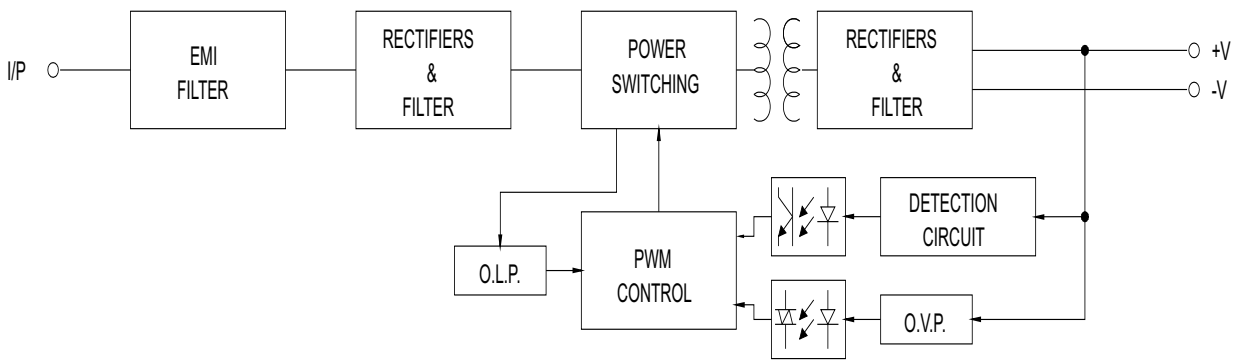 I/P
EMI
FILTER
RECTIFIERS
&
FILTER
POWER
SWITCHING
RECTIFIERS
&
FILTER
+V
-V
O.L.P.
PWM
CONTROL
DETECTION
CIRCUIT
O.V.P.